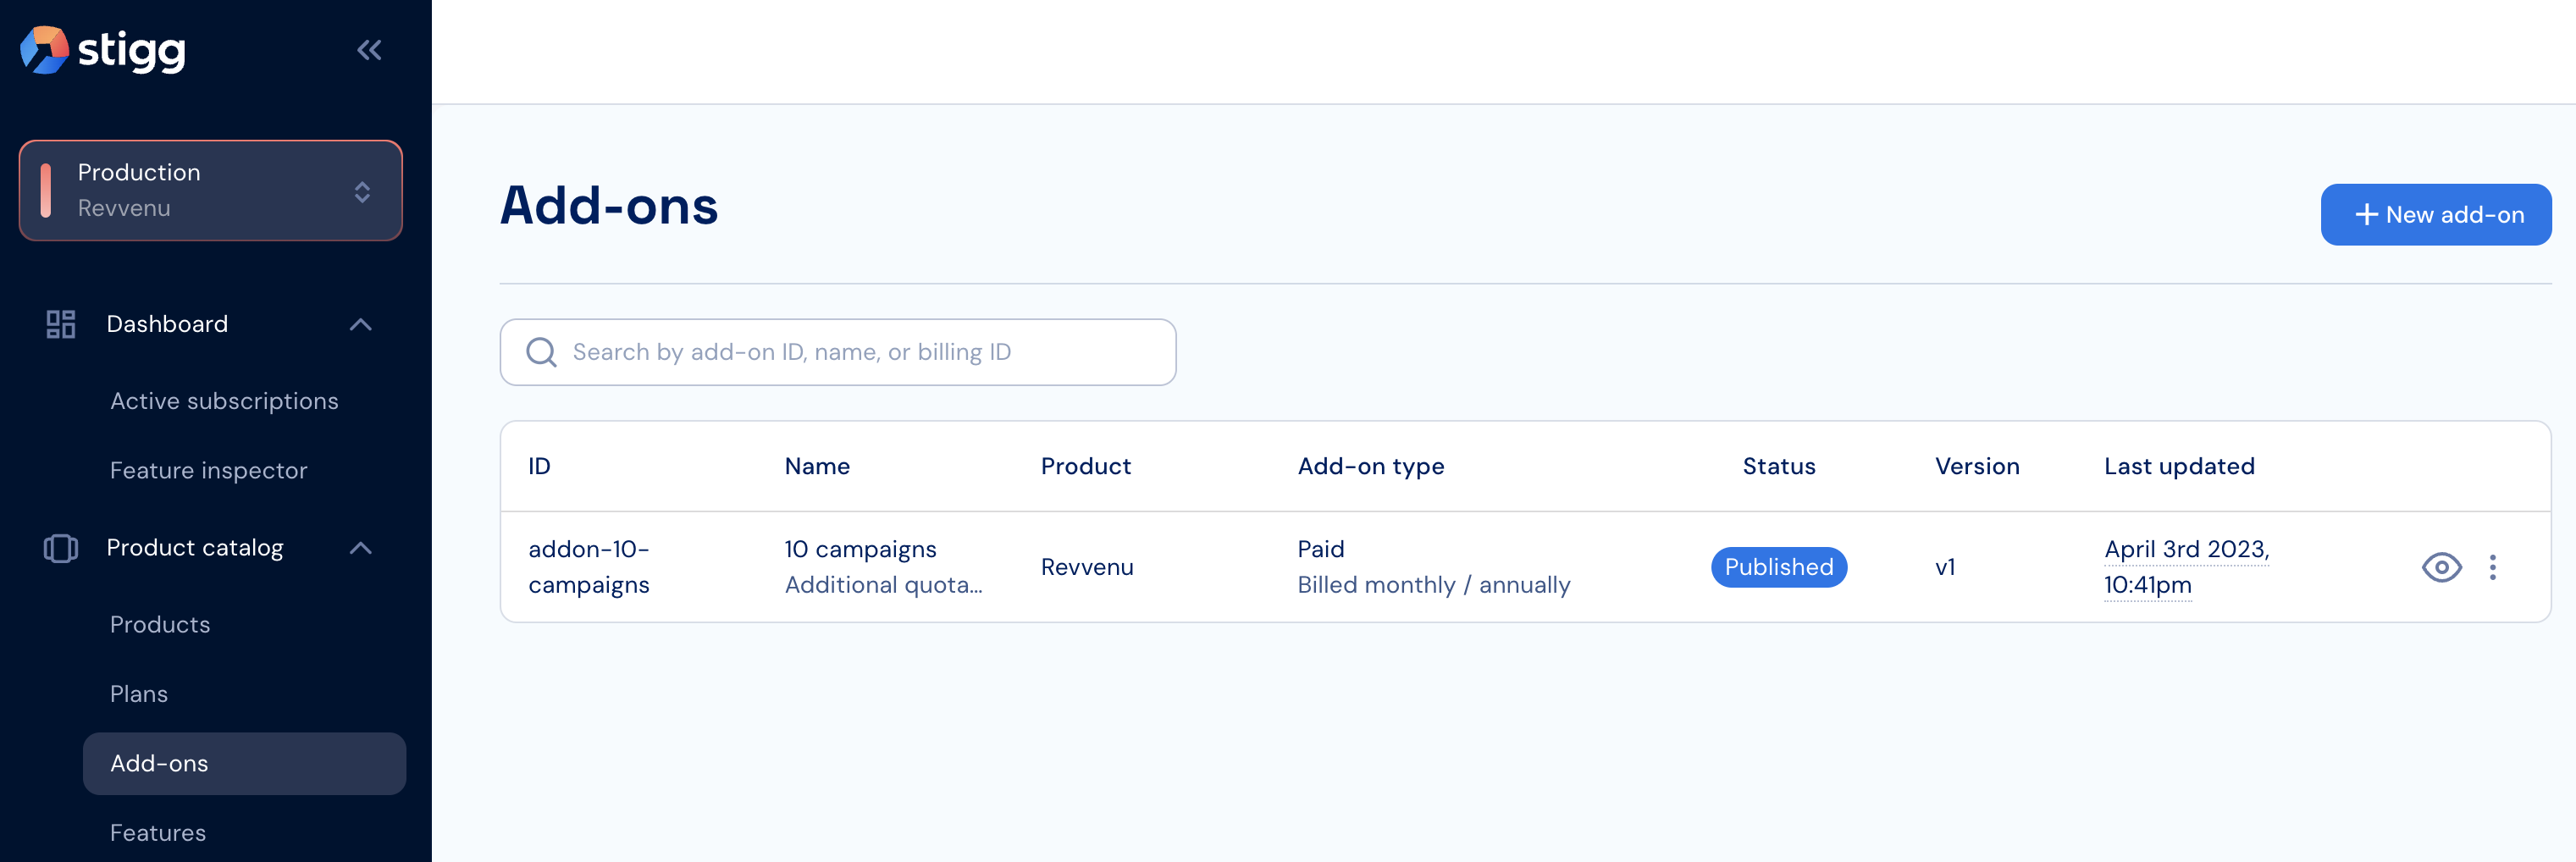 stigg
Production
Revvenu
Dashboard
Active subscriptions
Feature inspector
Product catalog
Products
Plans
Add-ons
Features
Add-ons
New add-on
Search by add-on ID, name, or billing ID
ID Name Product Add-on type Status Version Last updated
addon-10-
campaigns
10 campaigns
Additional quota...
Revvenu
Paid
Billed monthly / annually
Published
v1
April 3rd 2023,
10:41pm